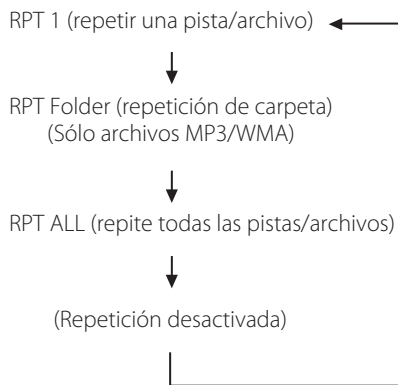 RPT 1 (repetir una pista/archivo)
RPT Folder (repetición de carpeta)
(Sólo archivos MP3/WMA)
RPT ALL (repite todas las pistas/archivos)
(Repetición desactivada)